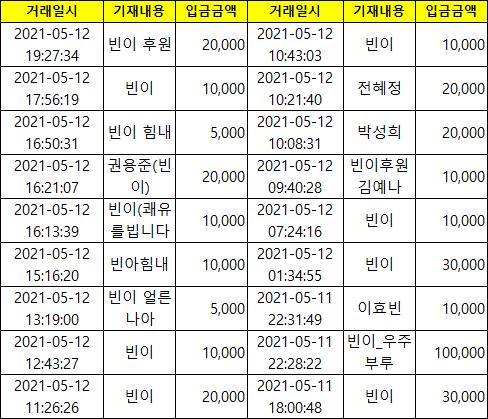 거래일시 기재내용 입금금액 거래일시 기재내용 입금금액
2021-05-12 19:27:34 빈이 후원 20,000 2021-05-12 10:43:03 빈이 10,000
2021-05-12 17:56:19 빈이 10,000 2021-05-12 10:21:40 전혜정 20,000
2021-05-12 16:50:31 빈이 힘내 5,000 2021-05-12 10:08:31 박성희 20,000
2021-05-12 16:21:07 권용준(빈이) 20,000 2021-05-12 09:40:28 빈이후원 김예나 10,000
2021-05-12 16:13:39 빈이(쾌유를빕니다 10,000 2021-05-12 07:24:16 빈이 10,000
2021-05-12 15:16:20 빈아힘내 10,000 2021-05-12 01:34:55 빈이 30,000
2021-05-12 13:19:00 빈이 얼른 나아 5,000 2021-05-11 22:31:49 이효빈 10,000
2021-05-12 12:43:27 빈이 10,000 2021-05-11 22:28:22 빈이_우주부루 100,000
2021-05-12 11:26:26 빈이 20,000 2021-05-11 18:00:48 빈이 30,000